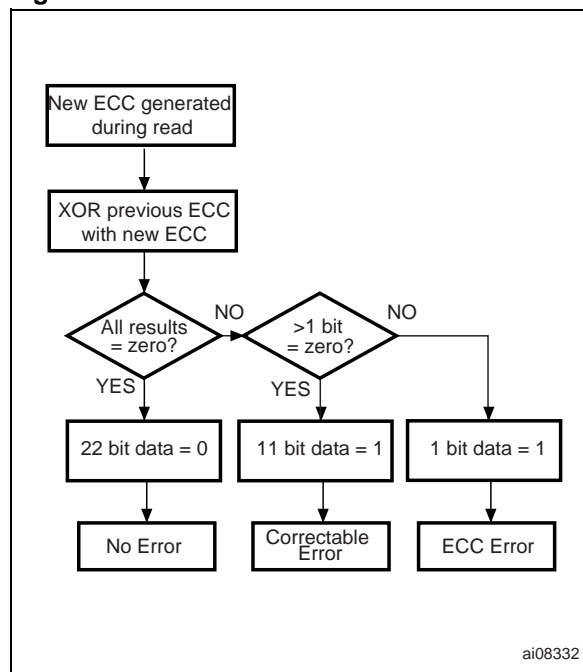 New ECC generated
during read
XOR previous ECC
with new ECC
All results
= zero?
NO
>1 bit
= zero?
NO
YES
YES
22 bit data = 0
11 bit data = 1
1 bit data = 1
No Error
Correctable
Error
ECC Error
ai08332